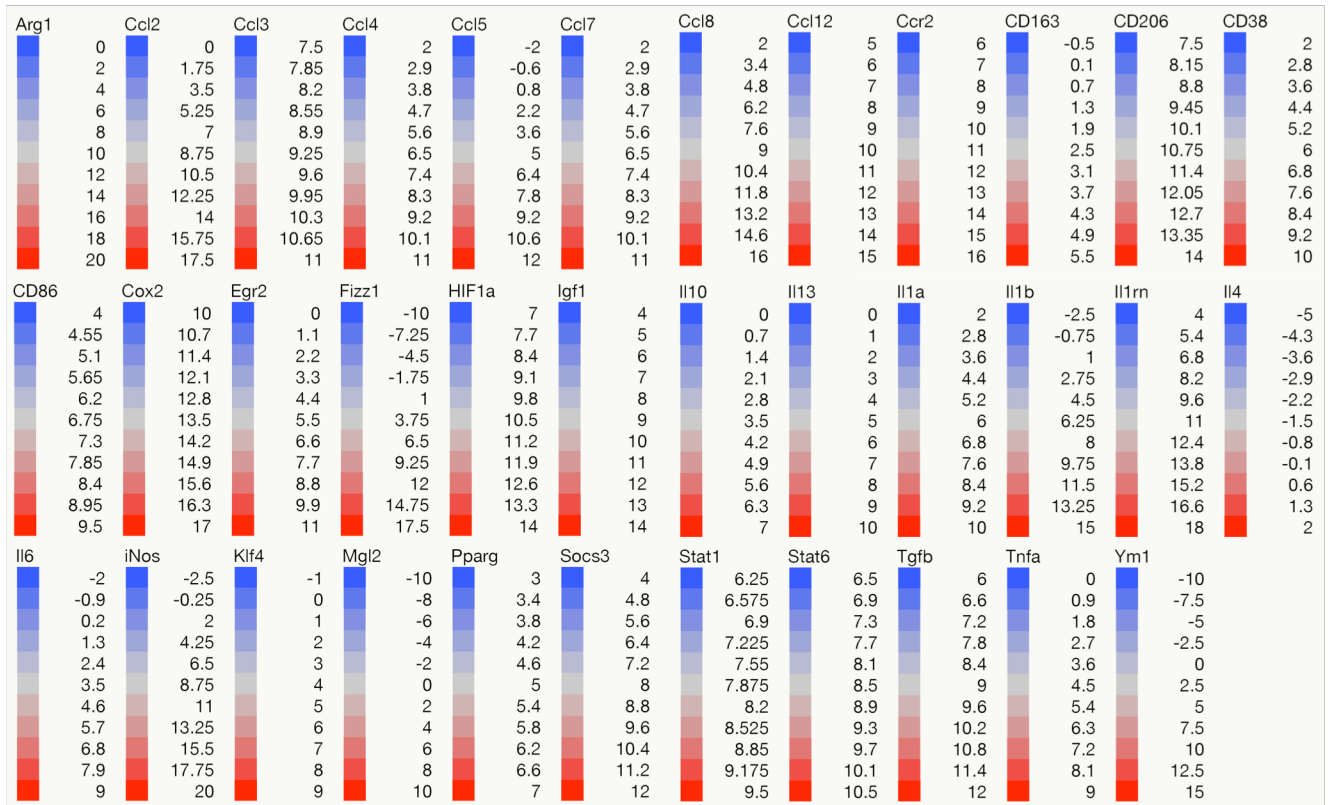 Arg1 Ccl2 Ccl3 Ccl4 Ccl5 Ccl7 Ccl8 Ccl12 Ccr2 CD163 CD206 CD38
0 0 7.5 2 -2 2 2 5 6 -0.5 7.5 2
2 1.75 7.85 2.9 -0.6 2.9 3.4 6 7 0.1 8.15 2.8
4 3.5 8.2 3.8 0.8 3.8 4.8 7 8 0.7 8.8 3.6
6 5.25 8.55 4.7 2.2 4.7 6.2 8 9 1.3 9.45 4.4
8 7 8.9 5.6 3.6 5.6 7.6 9 10 1.9 10.1 5.2
10 8.75 9.25 6.5 5 6.5 9 10 11 2.5 10.75 6
12 10.5 9.6 7.4 6.4 7.4 10.4 11 12 3.1 11.4 6.8
14 12.25 9.95 8.3 7.8 8.3 11.8 12 13 3.7 12.05 7.6
16 14 10.3 9.2 9.2 9.2 13.2 13 14 4.3 12.7 8.4
18 15.75 10.65 10.1 10.6 10.1 14.6 14 15 4.9 13.35 9.2
20 17.5 11 11 12 11 16 15 16 5.5 14 10
CD86 Cox2 Egr2 Fizz1 HIF1a Igf1 Il10 Il13 Il1a Il1b Il1rn Il4
4 10 0 -10 7 4 0 0 2 -2.5 4 -5
4.55 10.7 1.1 -7.25 7.7 5 0.7 1 2.8 -0.75 5.4 -4.3
5.1 11.4 2.2 -4.5 8.4 6 1.4 2 3.6 1 6.8 -3.6
5.65 12.1 3.3 -1.75 9.1 7 2.1 3 4.4 2.75 8.2 -2.9
6.2 12.8 4.4 1 9.8 8 2.8 4 5.2 4.5 9.6 -2.2
6.75 13.5 5.5 3.75 10.5 9 3.5 5 6 6.25 11 -1.5
7.3 14.2 6.6 6.5 11.2 10 4.2 6 6.8 8 12.4 -0.8
7.85 14.9 7.7 9.25 11.9 11 4.9 7 7.6 9.75 13.8 -0.1
8.4 15.6 8.8 12 12.6 12 5.6 8 8.4 11.5 15.2 0.6
8.95 16.3 9.9 14.75 13.3 13 6.3 9 9.2 13.25 16.6 1.3
9.5 17 11 17.5 14 14 7 10 10 15 18 2
Il6 iNos Klf4 Mgl2 Pparg Socs3 Stat1 Stat6 Tgfb Tnfa Ym1
-2 -2.5 -1 -10 3 4 6.25 6.5 6 0 -10
-0.9 -0.25 0 -8 3.4 4.8 6.575 6.9 6.6 0.9 -7.5
0.2 2 1 -6 3.8 5.6 6.9 7.3 7.2 1.8 -5
1.3 4.25 2 -4 4.2 6.4 7.225 7.7 7.8 2.7 -2.5
2.4 6.5 3 -2 4.6 7.2 7.55 8.1 8.4 3.6 0
3.5 8.75 4 0 5 8 7.875 8.5 9 4.5 2.5
4.6 11 5 2 5.4 8.8 8.2 8.9 9.6 5.4 5
5.7 13.25 6 4 5.8 9.6 8.525 9.3 10.2 6.3 7.5
6.8 15.5 7 6 6.2 10.4 8.85 9.7 10.8 7.2 10
7.9 17.75 8 8 6.6 11.2 9.175 10.1 11.4 8.1 12.5
9 20 9 10 7 12 9.5 10.5 12 9 15